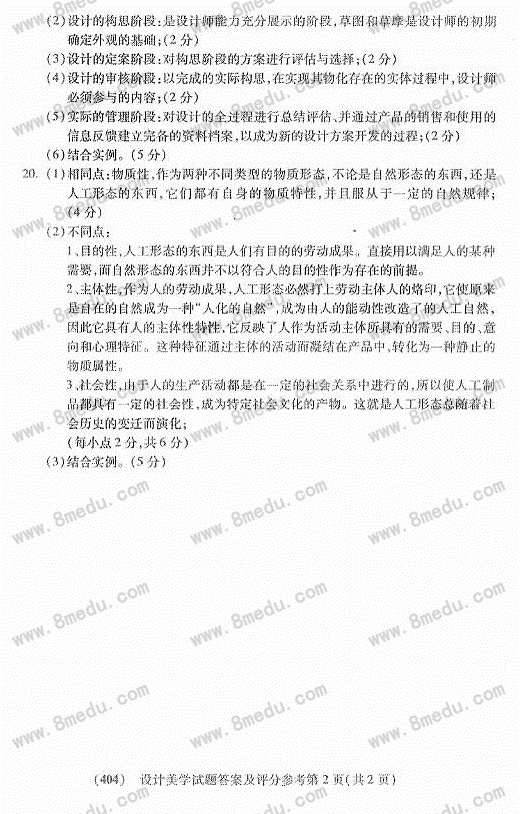 (2)设计的构思阶段:是设计师能力充分展示的阶段,草图和草摩是设计师的初期
确定外观的基础;(2 分)
(3)设计的定案阶段:对构思阶段的方案进行评估与选择;(2 分)
(4)设计的审核阶段:以完成的实际构思,在实现其物化存在的实体过程中,设计师
必须参与的内容;(2 分)
(5)实际的管理阶段:对设计的全过程进行总结评估、并通过产品的销售和使用的
信息反馈建立完备的资料档案,以成为新的设计方案开发的过程;(2 分)
(6)结合实例。(5 分)
20. (1)相同点:物质性,作为两种不同类型的物质形态,不论是自然形态的东西,还是
人工形态的东西,它们都有自身的物质特性,并且服从于一定的自然规律;
(4 分)
(2)不同点:
1、目的性,人工形态的东西是人们有目的的劳动成果。直接用以满足人的某种
需要,而自然形态的东西并不以符合人的目的性作为存在的前提。
2、主体性,作为人的劳动成果,人工形态必然打上劳动主体人的烙印,它使原来
是自在的自然成为一种“人化的自然”,成为由人的能动性改造了的人工自然,
因此它具有人的主体性特性,它反映了人作为活动主体所具有的需要、目的、意
向和心理特征。这种特征通过主体的活动而凝结在产品中,转化为一种静止的
物质属性。
3、社会性,由于人的生产活动都是在一定的社会关系中进行的,所以使人工制
品都具有一定的社会性,成为特定社会文化的产物。这就是人工形态总随着社
会历史的变迁而演化;
(每小点 2 分,共 6 分)
(3)结合实例。(5 分)
(404) 设计美学试题答案及评分参考第 2 页(共 2 页)
www.8medu.com